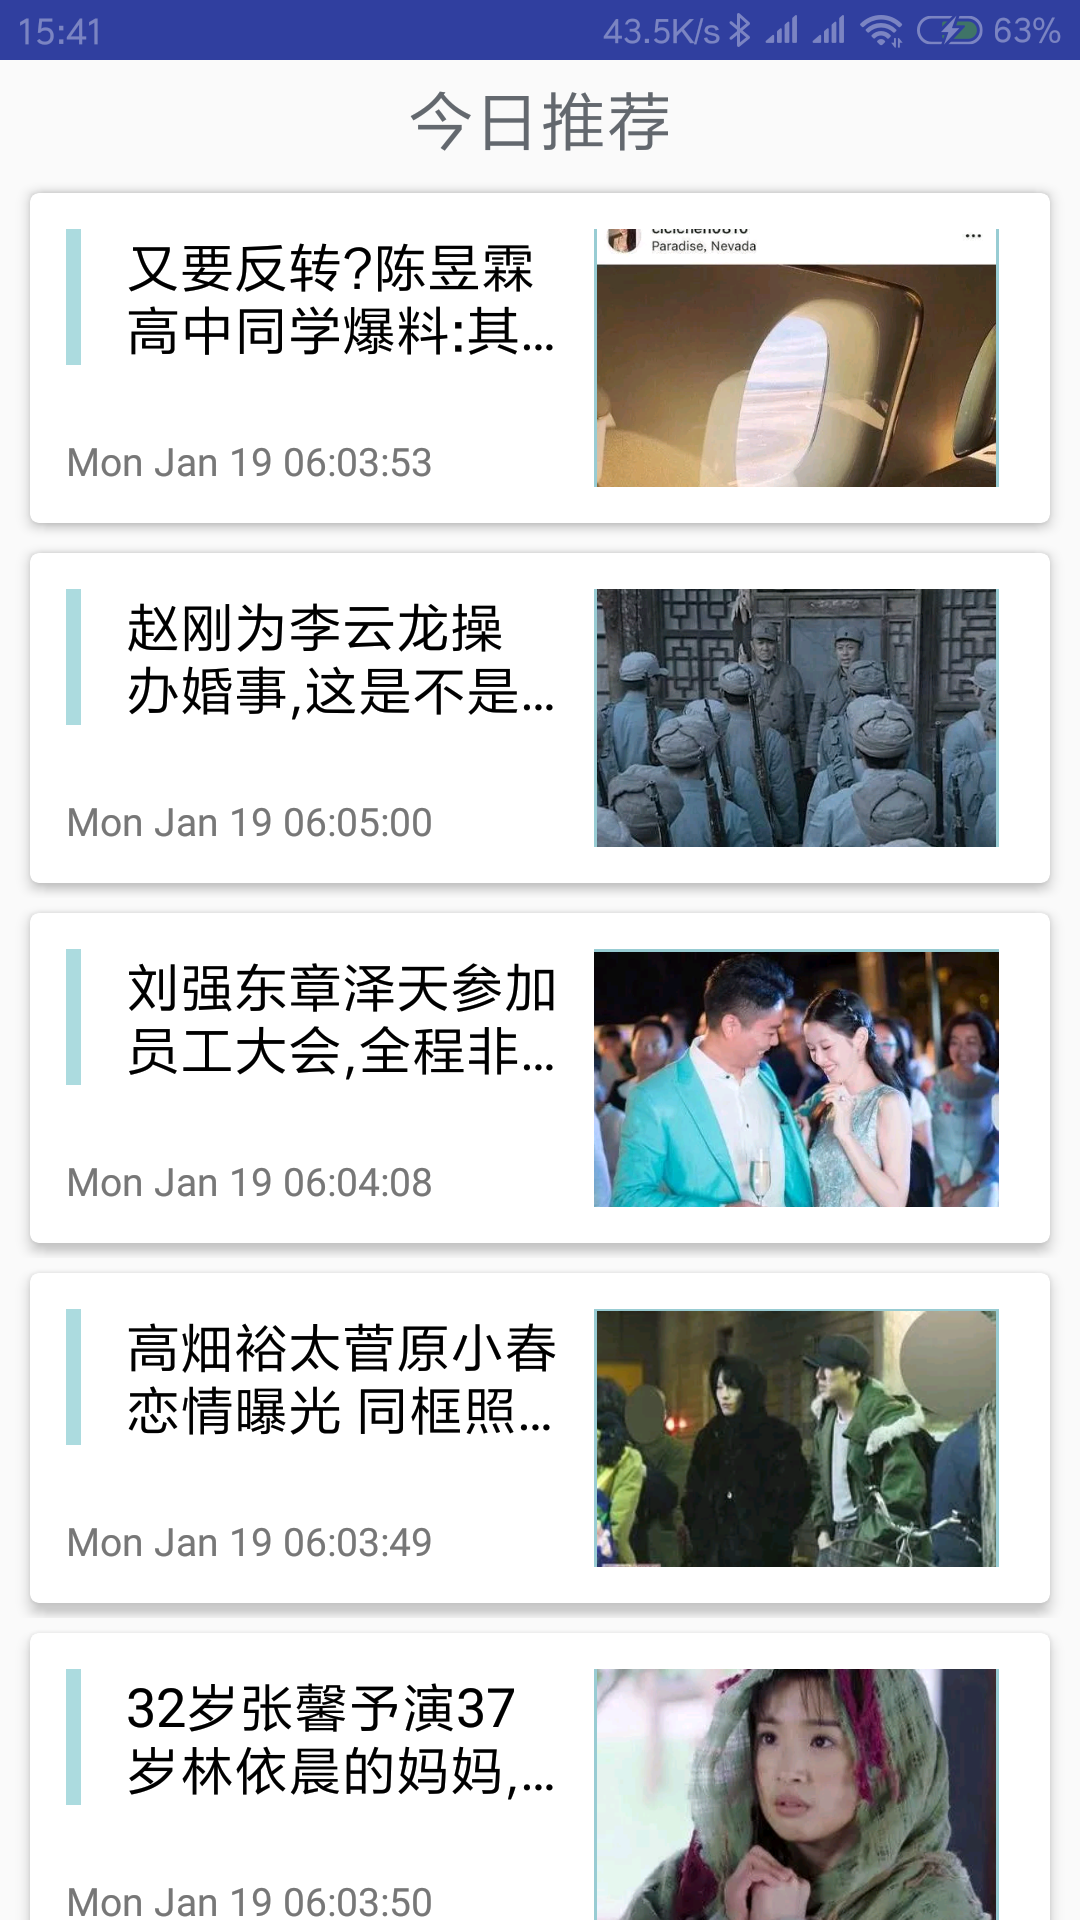 15:41
43.5K/s
63%
今日推荐
又要反转?陈昱霖
高中同学爆料:其...
Mon Jan 19 06:03:53
Paradise, Nevada
赵刚为李云龙操
办婚事,这是不是...
Mon Jan 19 06:05:00
刘强东章泽天参加
员工大会,全程非...
Mon Jan 19 06:04:08
高畑裕太菅原小春
恋情曝光 同框照...
Mon Jan 19 06:03:49
32岁张馨予演37
岁林依晨的妈妈,...
Mon Jan 19 06:03:50